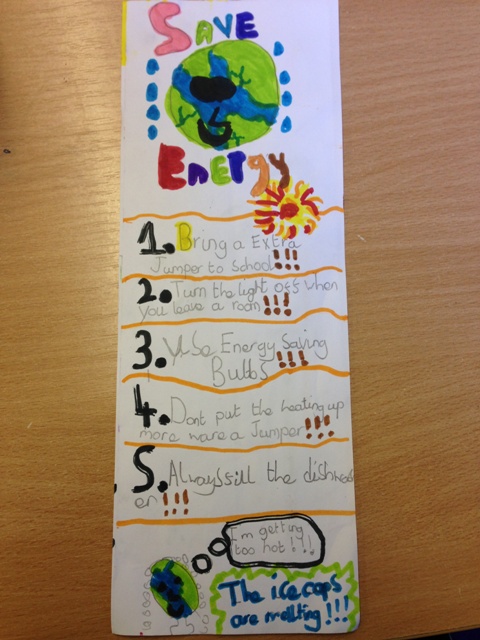 SAVE
ENERGY
1. Bring a Extra
Jumper to School!!!
2. Turn the light off when
you leave a room!!!
3. Use Energy Saving
Bulbs!!!
4. Dont put the heating up
more ware a Jumper!!!
5. Always fill the dishwash
er!!!
I'm getting
too hot!!!
The ice caps
are mellting!!!